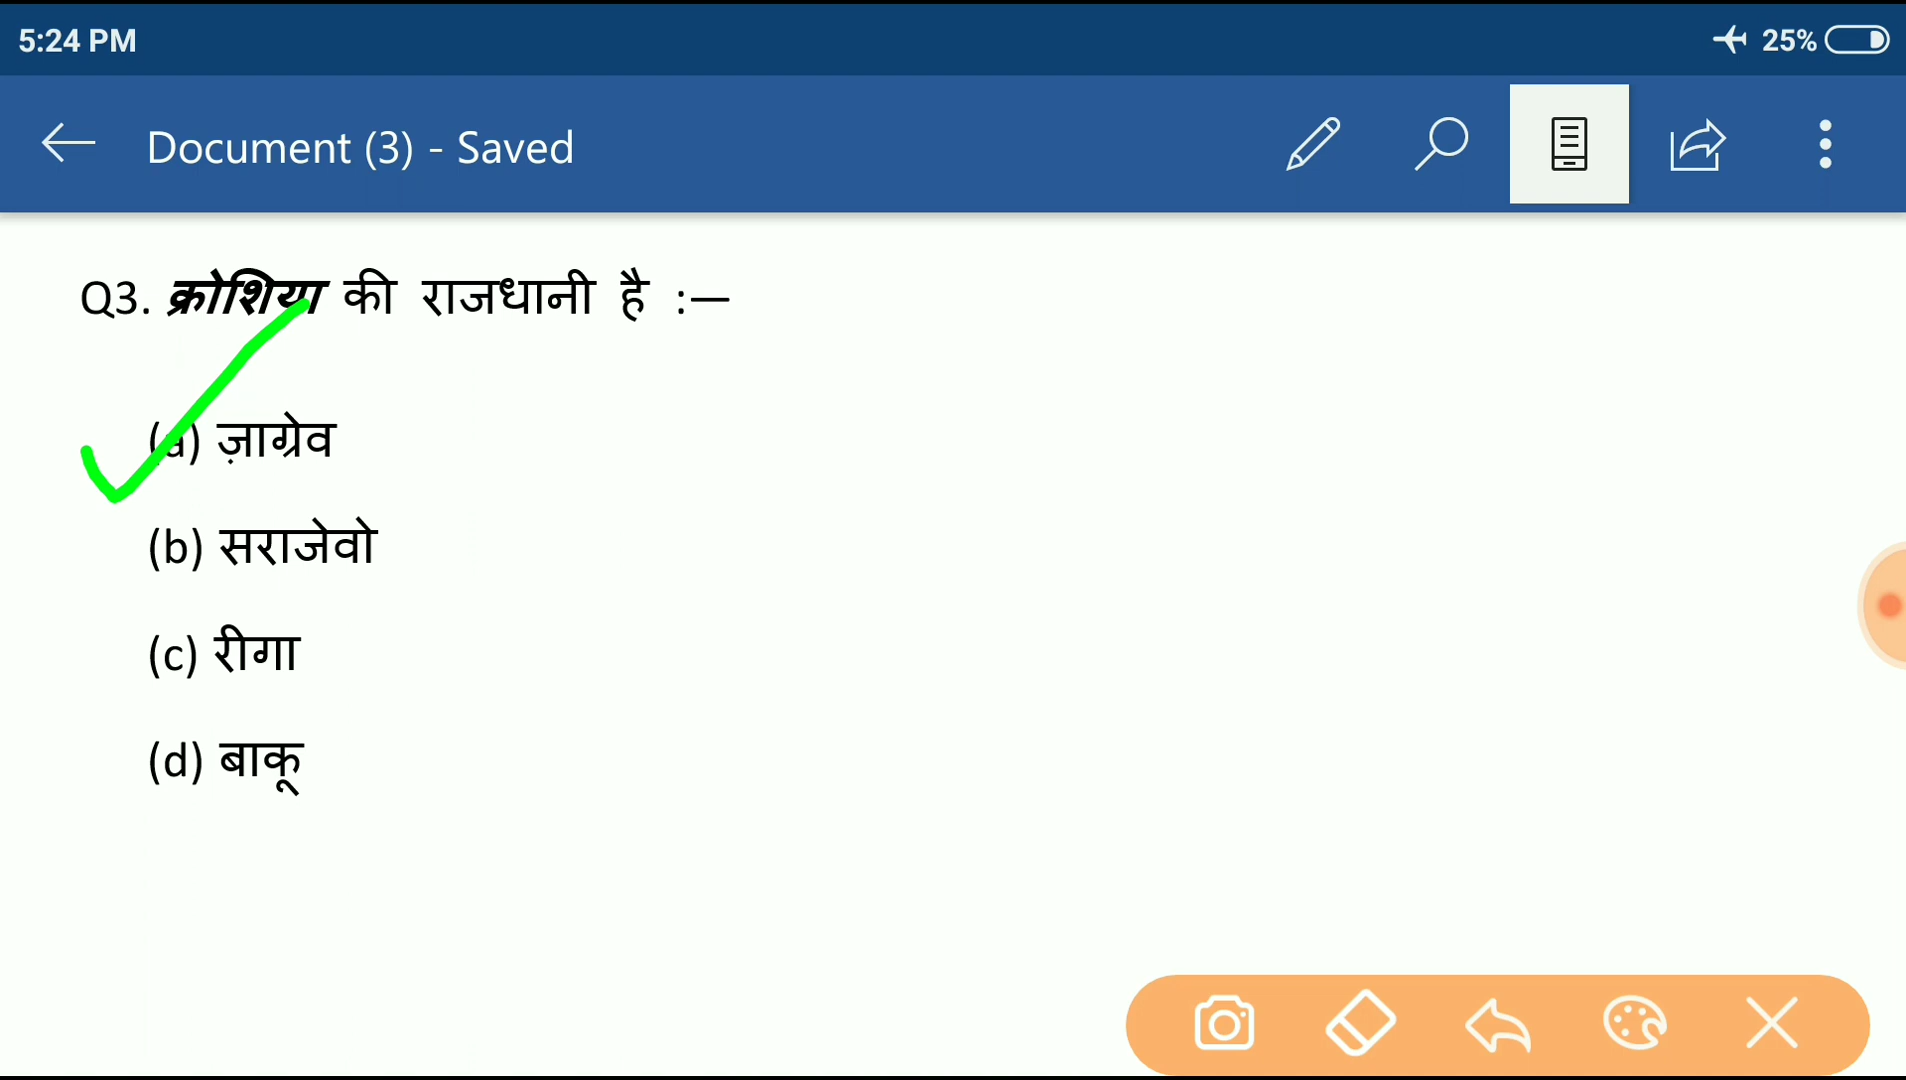 5:24 PM 25%
Document (3) - Saved
Q3. क्रोशिया की राजधानी है :—
(a) ज़ाग्रेव
(b) सराजेवो
(c) रीगा
(d) बाकू